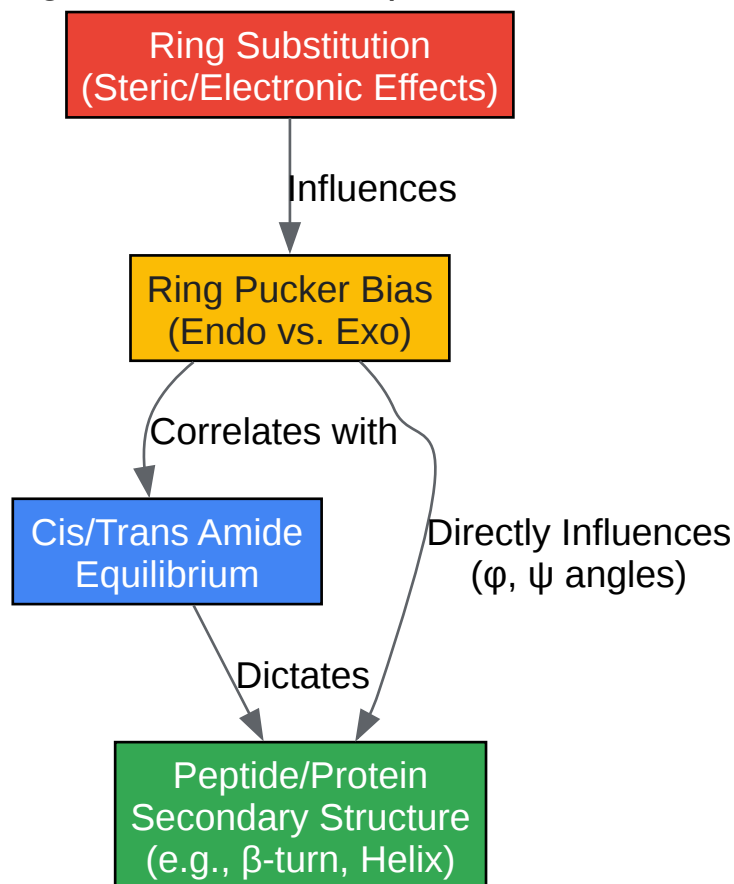 Ring Substitution
(Steric/Electronic Effects)
Influences
Ring Pucker Bias
(Endo vs. Exo)
Correlates with
Cis/Trans Amide
Equilibrium
Directly Influences
(φ, ψ angles)
Dictates
Peptide/Protein
Secondary Structure
(e.g., β-turn, Helix)